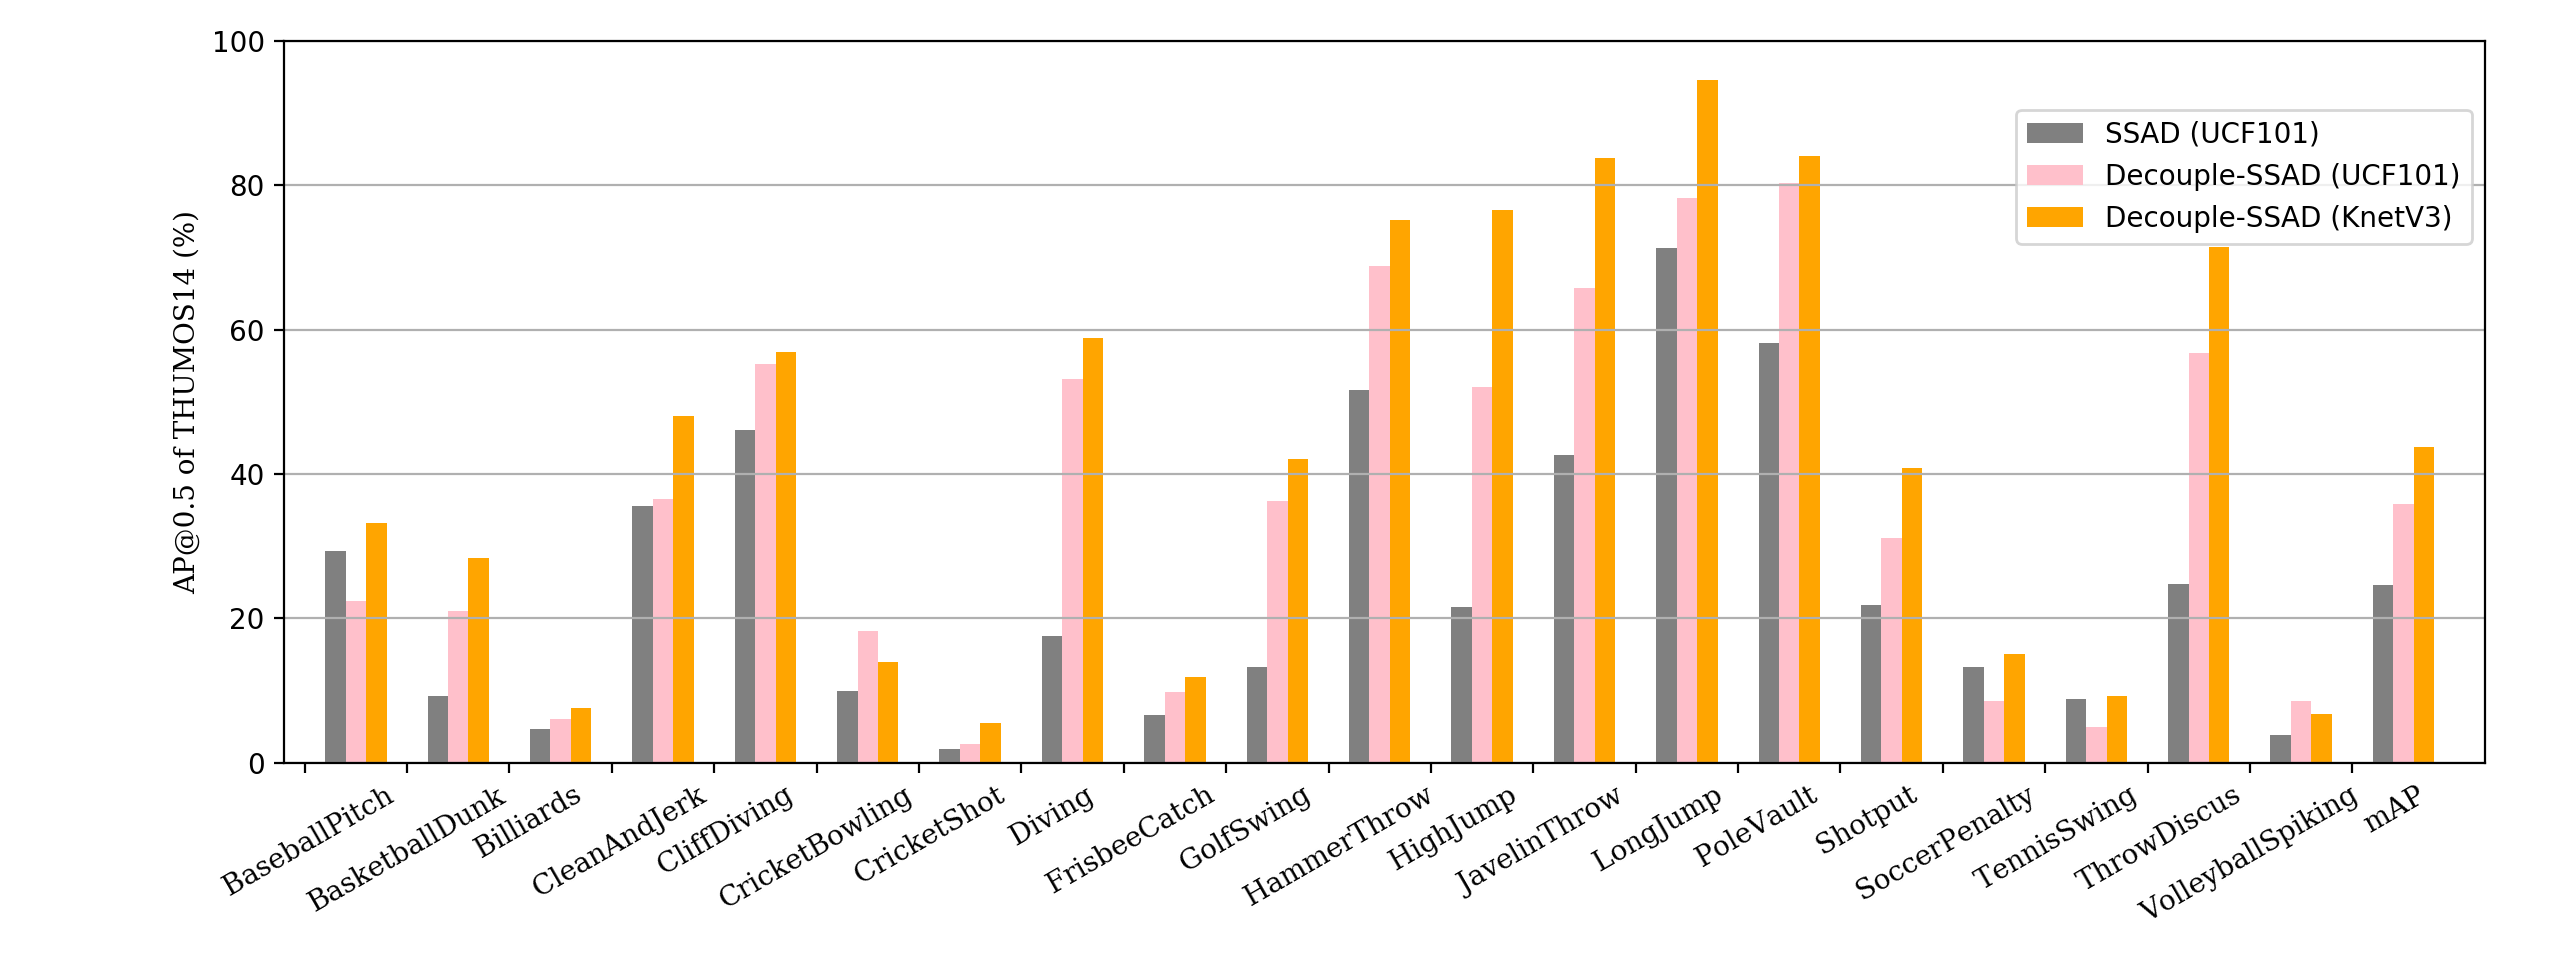 100
80
60
40
20
0
AP@0.5 of THUMOS14 (%)
SSAD (UCF101)
Decouple-SSAD (UCF101)
Decouple-SSAD (KnetV3)
BaseballPitch
BasketballDunk
Billiards
CleanAndJerk
CliffDiving
CricketBowling
CricketShot
Diving
FrisbeeCatch
GolfSwing
HammerThrow
HighJump
JavelinThrow
LongJump
PoleVault
Shotput
SoccerPenalty
TennisSwing
ThrowDiscus
VolleyballSpiking
mAP